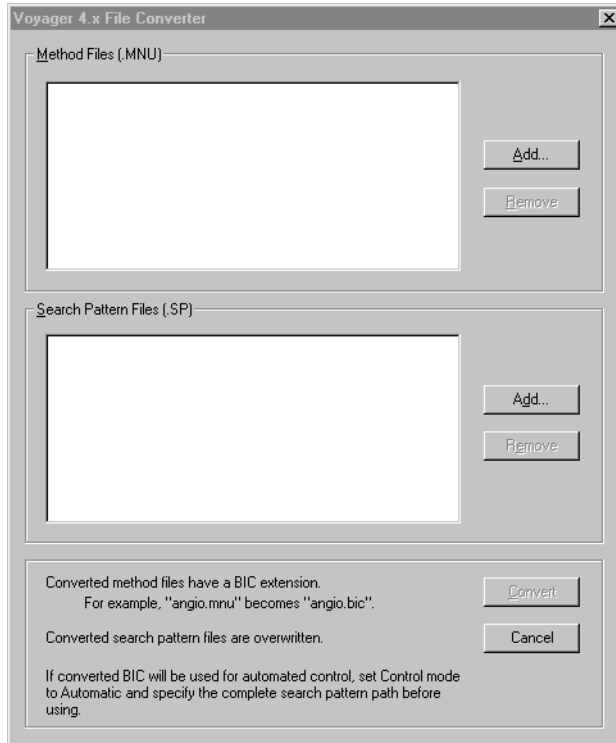 Voyager 4.x File Converter
Method Files (.MNU)
Add...
Remove
Search Pattern Files (.SP)
Add...
Remove
Converted method files have a BIC extension.
For example, "angio.mnu" becomes "angio.bic".
Convert
Converted search pattern files are overwritten.
Cancel
If converted BIC will be used for automated control, set Control mode
to Automatic and specify the complete search pattern path before
using.